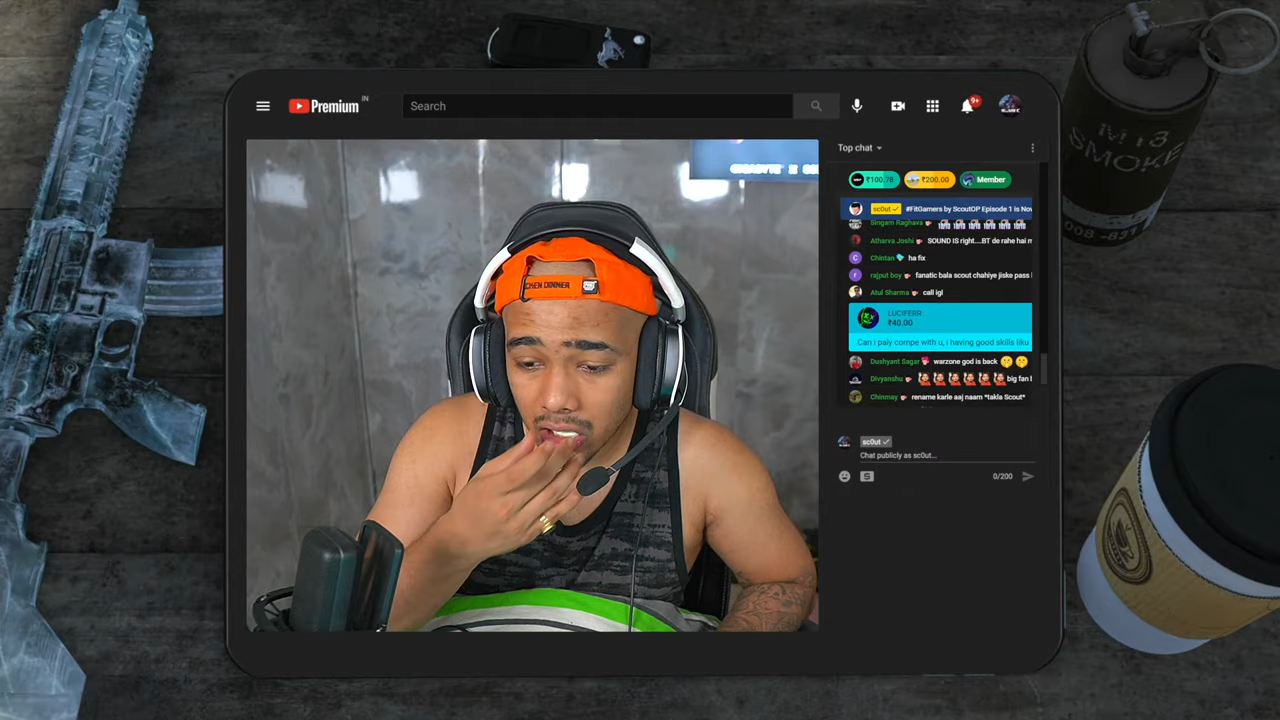 Premium IN
Search
9+
Top chat
₹100.78
₹200.00
Member
sc0ut
#FitGamers by ScoutOP Episode 1 is Nov
Singam Raghava
Atharva Joshi SOUND IS right....BT de rahe hai m
Chintan ha fix
rajput boy fanatic bala scout chahiye jiske pass
Atul Sharma call igl
LUCIFERR
₹40.00
Can i paly compe with u, i having good skills liku
Dushyant Sagar warzone god is back
Divyanshu big fan b
Chinmay rename karle aaj naam *takla Scout*
sc0ut
Chat publicly as sc0ut...
0/200
CKEN DINNER
M18
SMOKE